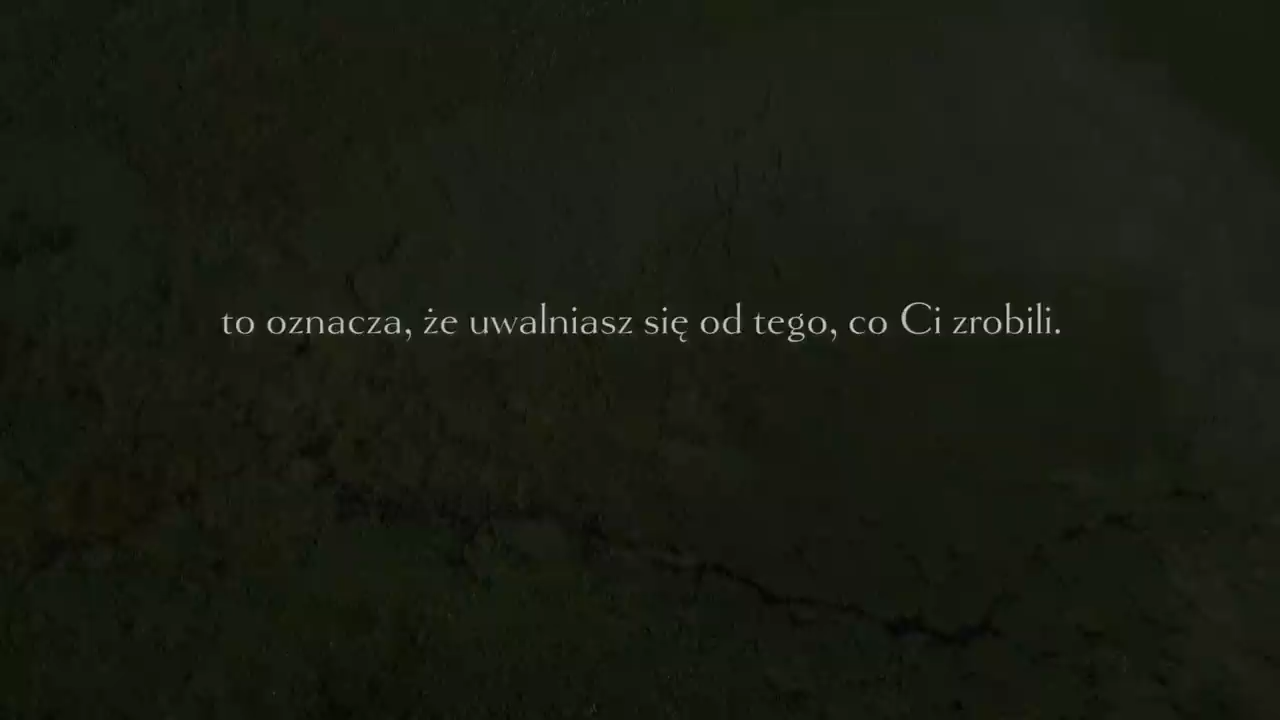 to oznacza, że uwalniasz się od tego, co Ci zrobili.